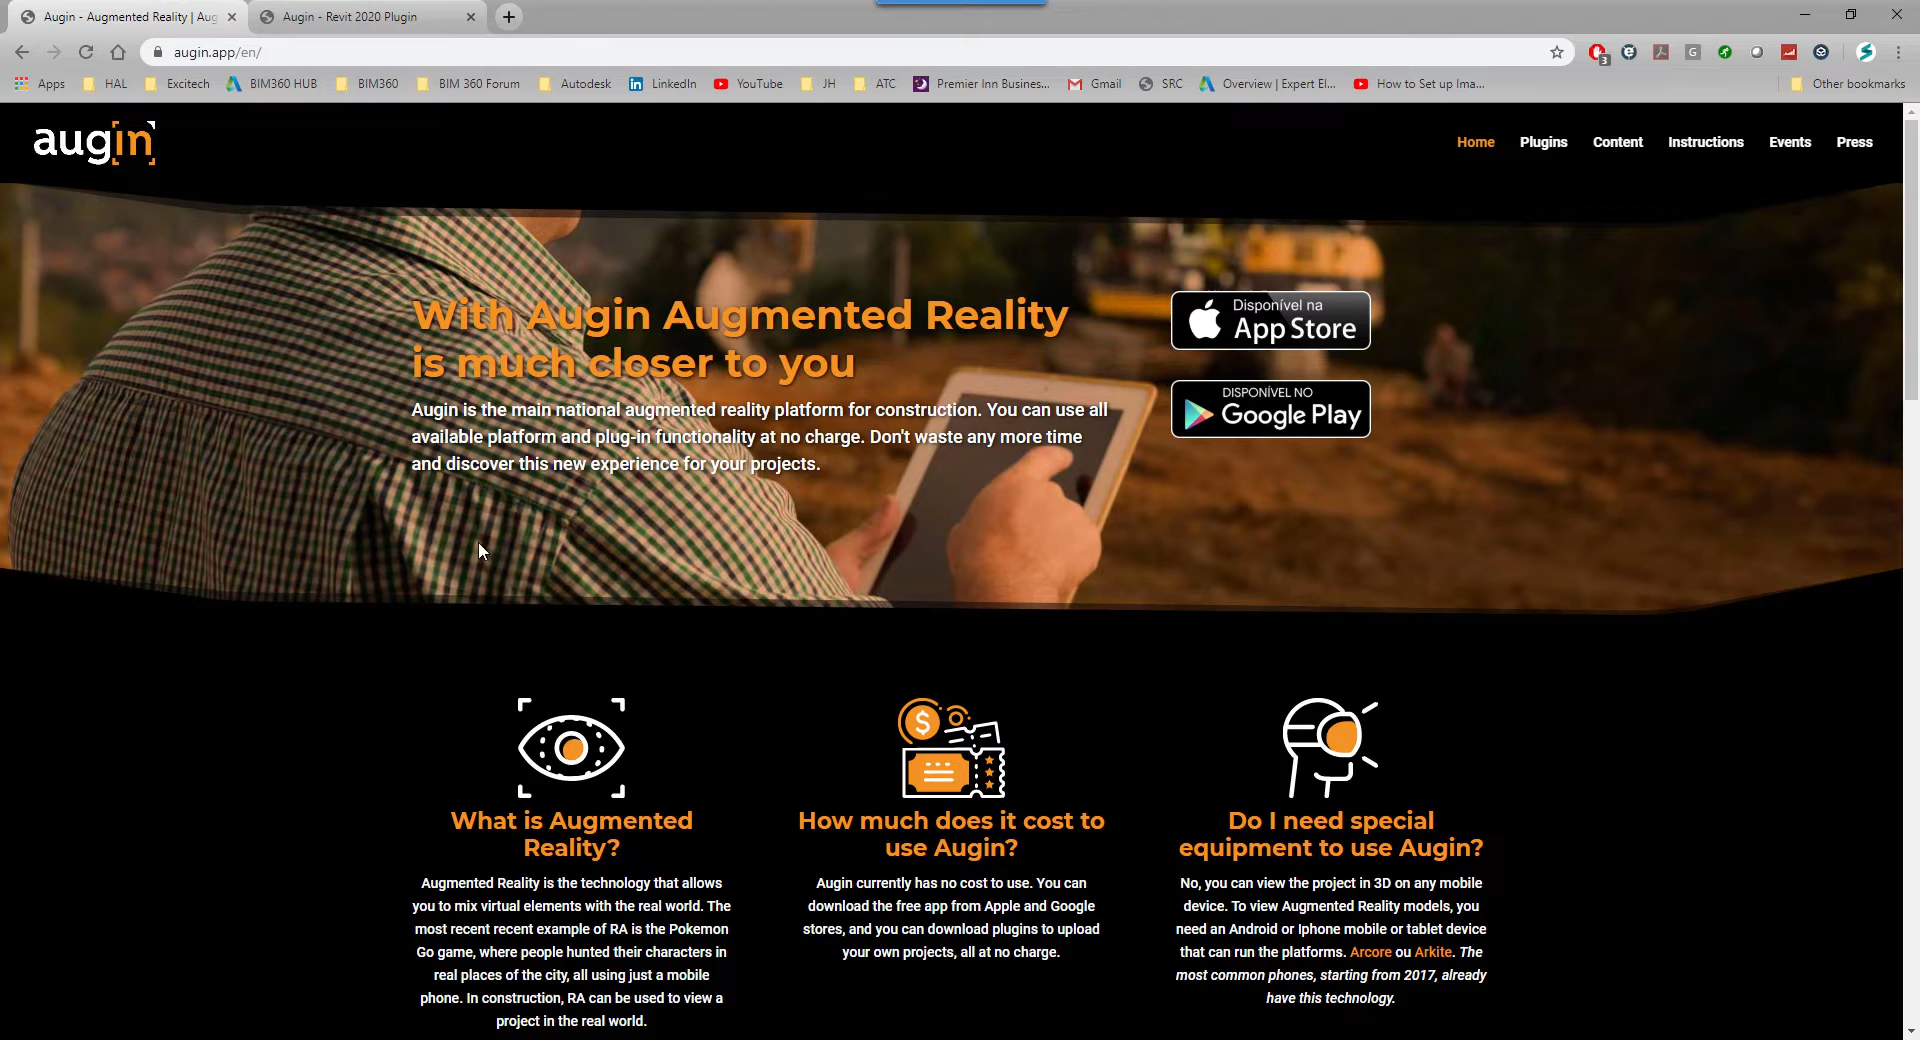 Augin - Augmented Reality | Aug
Augin - Revit 2020 Plugin
augin.app/en/
3
Apps
HAL
Excitech
BIM360 HUB
BIM360
BIM 360 Forum
Autodesk
LinkedIn
YouTube
JH
ATC
Premier Inn Busines...
Gmail
SRC
Overview | Expert El...
How to Set up Ima...
Other bookmarks
augin
Home
Plugins
Content
Instructions
Events
Press
With Augin Augmented Reality
is much closer to you
Augin is the main national augmented reality platform for construction. You can use all
available platform and plug-in functionality at no charge. Don't waste any more time
and discover this new experience for your projects.
Disponível na
App Store
DISPONÍVEL NO
Google Play
What is Augmented
Reality?
Augmented Reality is the technology that allows
you to mix virtual elements with the real world. The
most recent recent example of RA is the Pokemon
Go game, where people hunted their characters in
real places of the city, all using just a mobile
phone. In construction, RA can be used to view a
project in the real world.
How much does it cost to
use Augin?
Augin currently has no cost to use. You can
download the free app from Apple and Google
stores, and you can download plugins to upload
your own projects, all at no charge.
Do I need special
equipment to use Augin?
No, you can view the project in 3D on any mobile
device. To view Augmented Reality models, you
need an Android or Iphone mobile or tablet device
that can run the platforms. Arcore ou Arkite. The
most common phones, starting from 2017, already
have this technology.